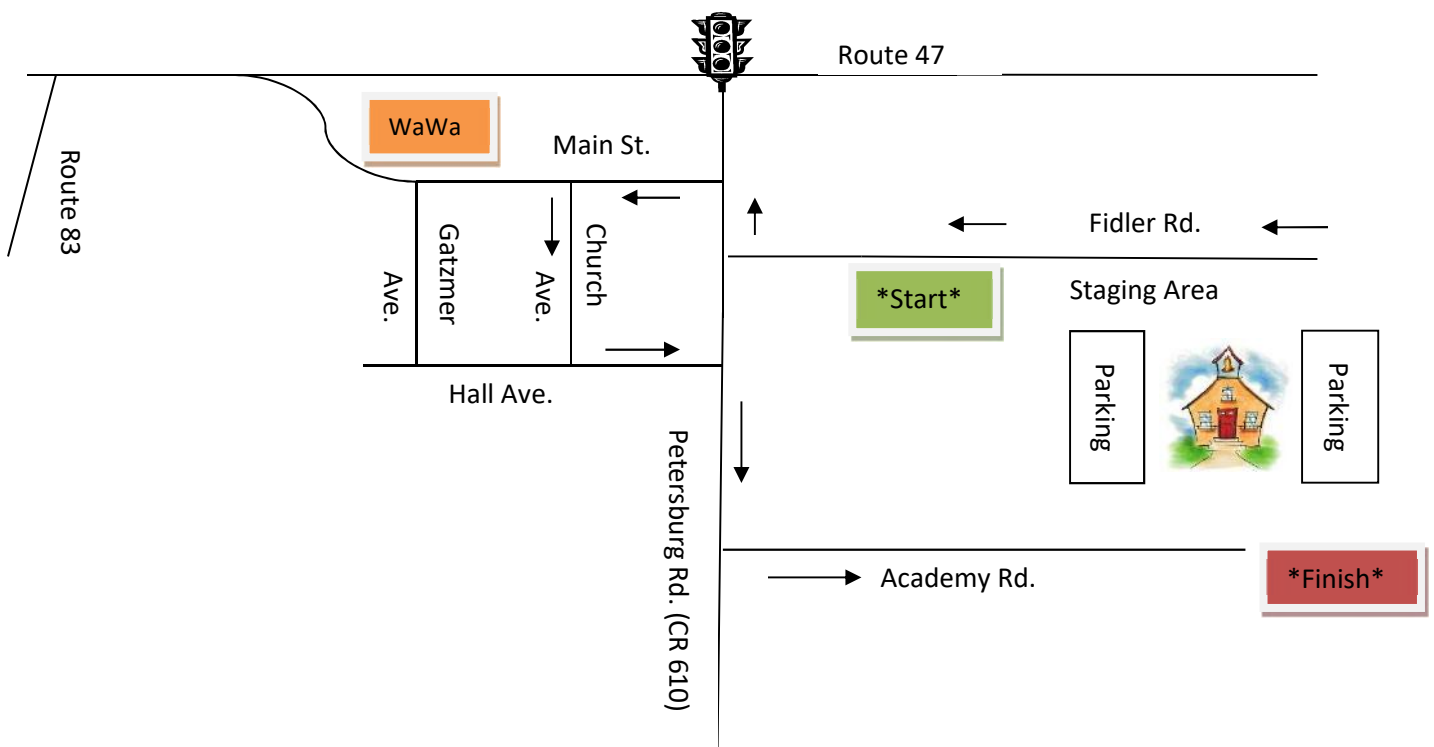 Route 47
WaWa
Main St.
Route 83
Gatzmer
Ave.
Church
Ave.
Fidler Rd.
*Start*
Staging Area
Parking
Parking
Hall Ave.
Petersburg Rd. (CR 610)
Academy Rd.
*Finish*